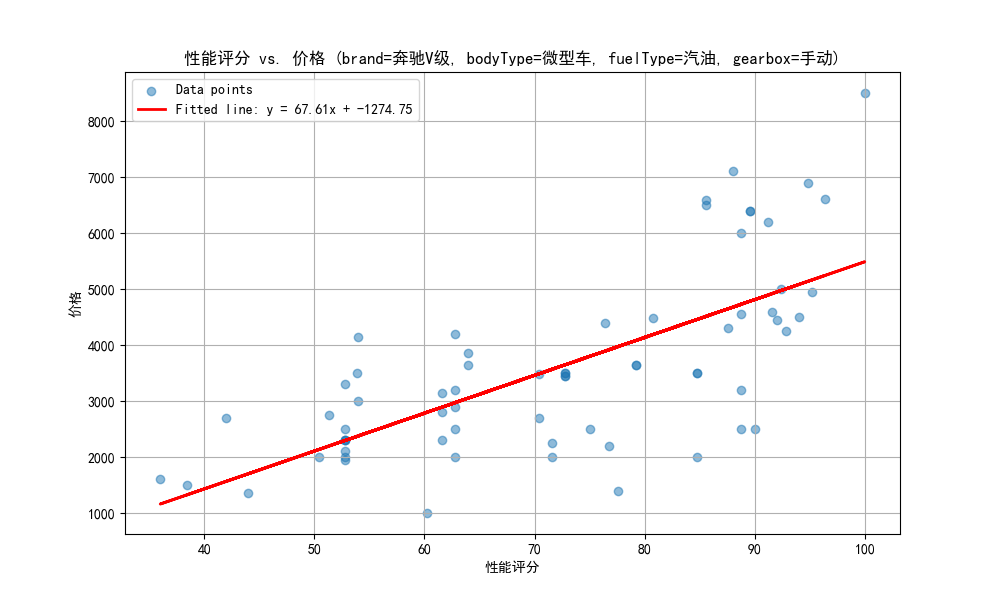 性能评分 vs. 价格 (brand=奔驰V级, bodyType=微型车, fuelType=汽油, gearbox=手动)
Data points
Fitted line: y = 67.61x + -1274.75
价格
8000
7000
6000
5000
4000
3000
2000
1000
40 50 60 70 80 90 100
性能评分